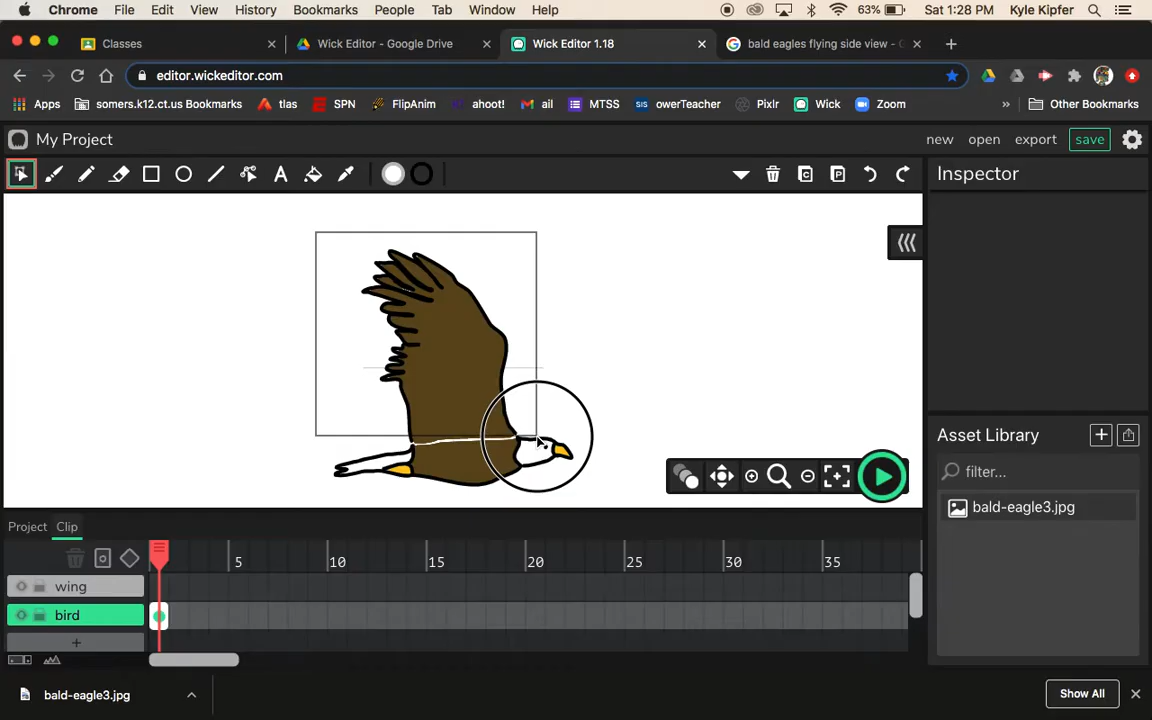 Chrome File Edit View History Bookmarks People Tab Window Help 63% Sat 1:28 PM Kyle Kipfer
Classes Wick Editor - Google Drive Wick Editor 1.18 bald eagles flying side view - G
editor.wickeditor.com
Apps somers.k12.ct.us Bookmarks tlas SPN FlipAnim ahoot! ail MTSS SIS owerTeacher Pixlr Wick Zoom » Other Bookmarks
My Project new open export save
Inspector
Asset Library
filter...
bald-eagle3.jpg
Project Clip
5 10 15 20 25 30 35
wing
bird
bald-eagle3.jpg Show All